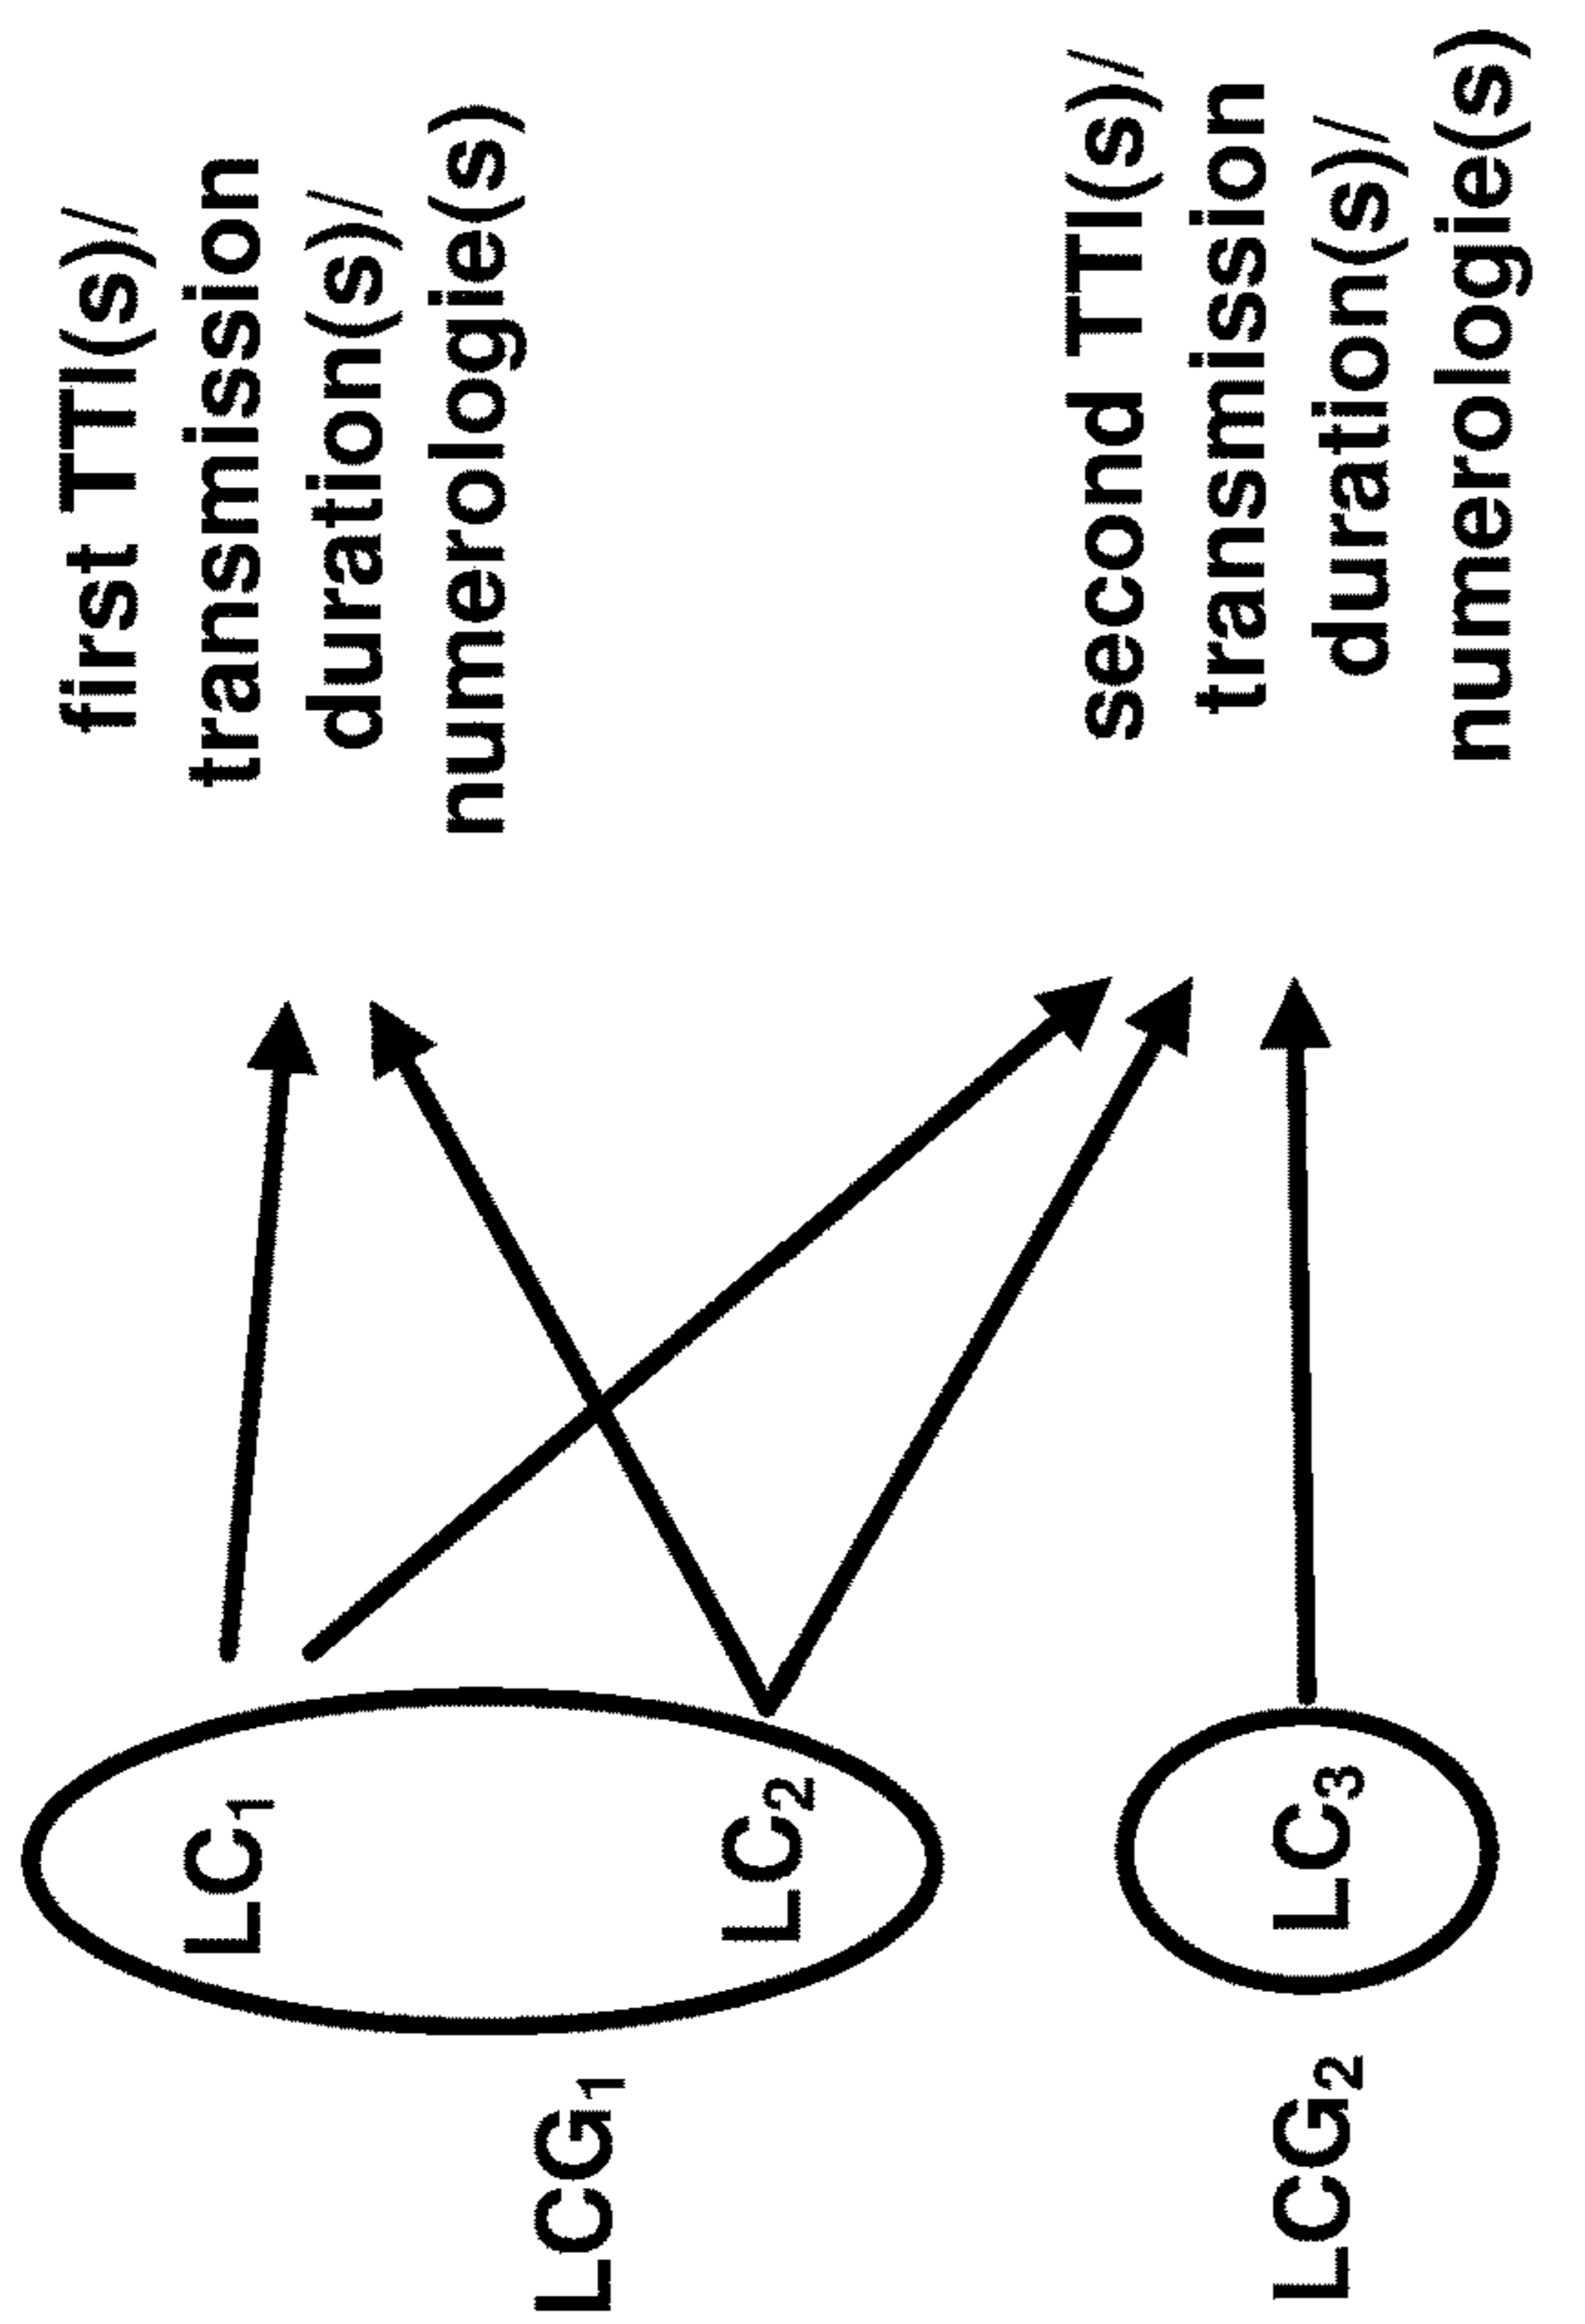 first TTI(s)/
transmission
duration(s)/
numerologie(s)
second TTI(s)/
transmission
duration(s)/
numerologie(s)
LC₁
LC₂
LC₃
LCG₁
LCG₂